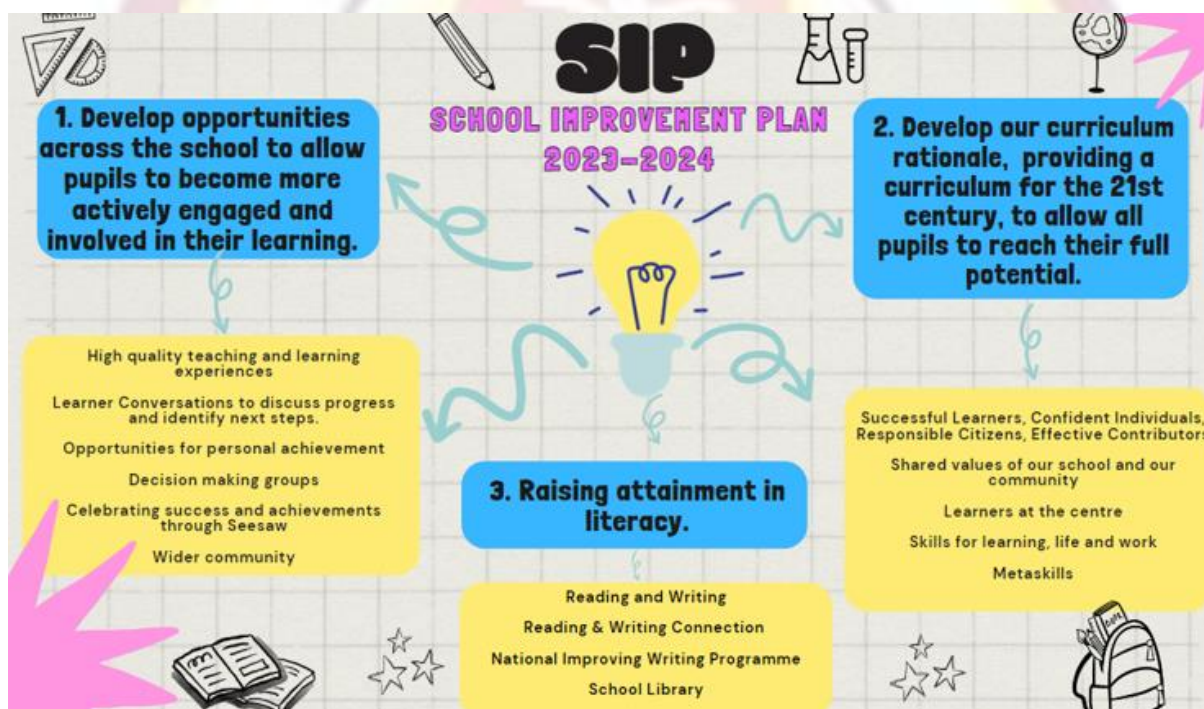 SIP
SCHOOL IMPROVEMENT PLAN
2023-2024
1. Develop opportunities
across the school to allow
pupils to become more
actively engaged and
involved in their learning.
High quality teaching and learning
experiences
Learner Conversations to discuss progress
and identify next steps.
Opportunities for personal achievement
Decision making groups
Celebrating success and achievements
through Seesaw
Wider community
2. Develop our curriculum
rationale, providing a
curriculum for the 21st
century, to allow all
pupils to reach their full
potential.
Successful Learners, Confident Individuals,
Responsible Citizens, Effective Contributors
Shared values of our school and our
community
Learners at the centre
Skills for learning, life and work
Metaskills
3. Raising attainment in
literacy.
Reading and Writing
Reading & Writing Connection
National Improving Writing Programme
School Library